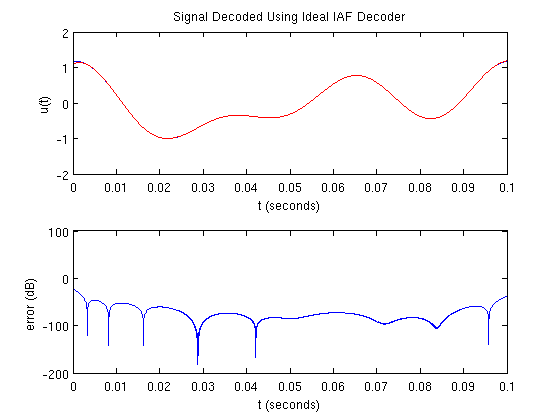 Signal Decoded Using Ideal IAF Decoder
2
1
0
-1
-2
u(t)
0 0.01 0.02 0.03 0.04 0.05 0.06 0.07 0.08 0.09 0.1
t (seconds)
100
0
-100
-200
error (dB)
0 0.01 0.02 0.03 0.04 0.05 0.06 0.07 0.08 0.09 0.1
t (seconds)